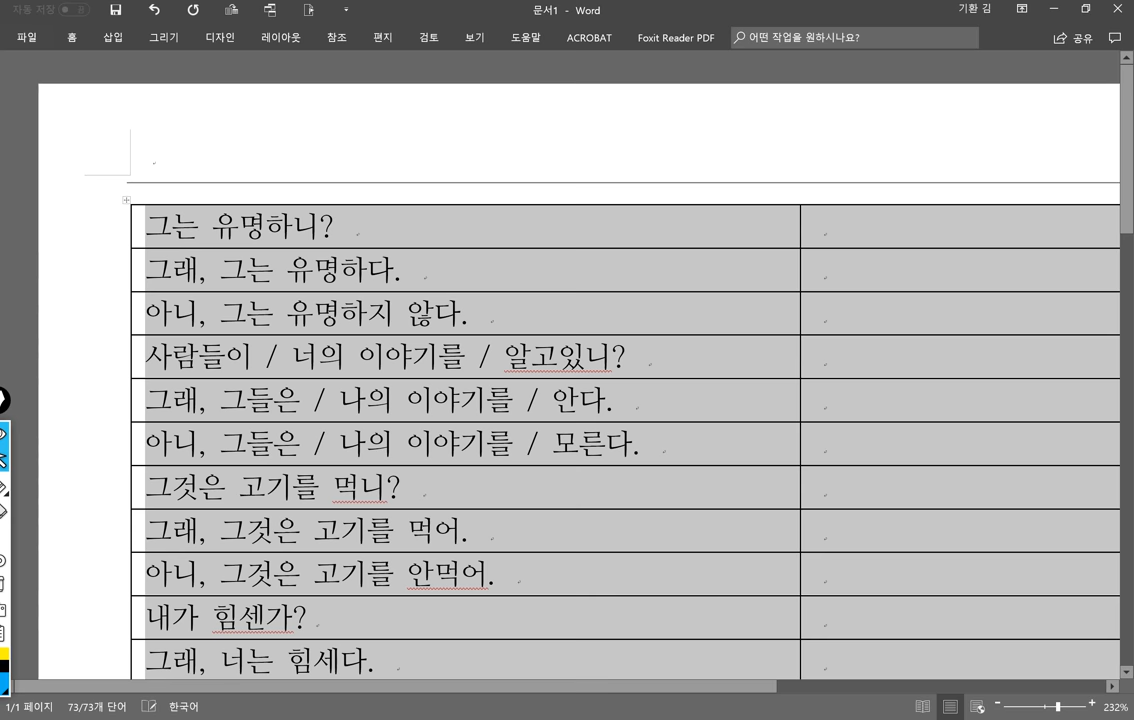 자동 저장
문서1 - Word
기환 김
파일 홈 삽입 그리기 디자인 레이아웃 참조 편지 검토 보기 도움말 ACROBAT Foxit Reader PDF 어떤 작업을 원하시나요? 공유
그는 유명하니?
그래, 그는 유명하다.
아니, 그는 유명하지 않다.
사람들이 / 너의 이야기를 / 알고있니?
그래, 그들은 / 나의 이야기를 / 안다.
아니, 그들은 / 나의 이야기를 / 모른다.
그것은 고기를 먹니?
그래, 그것은 고기를 먹어.
아니, 그것은 고기를 안먹어.
내가 힘센가?
그래, 너는 힘세다.
1/1 페이지 73/73개 단어 한국어 232%